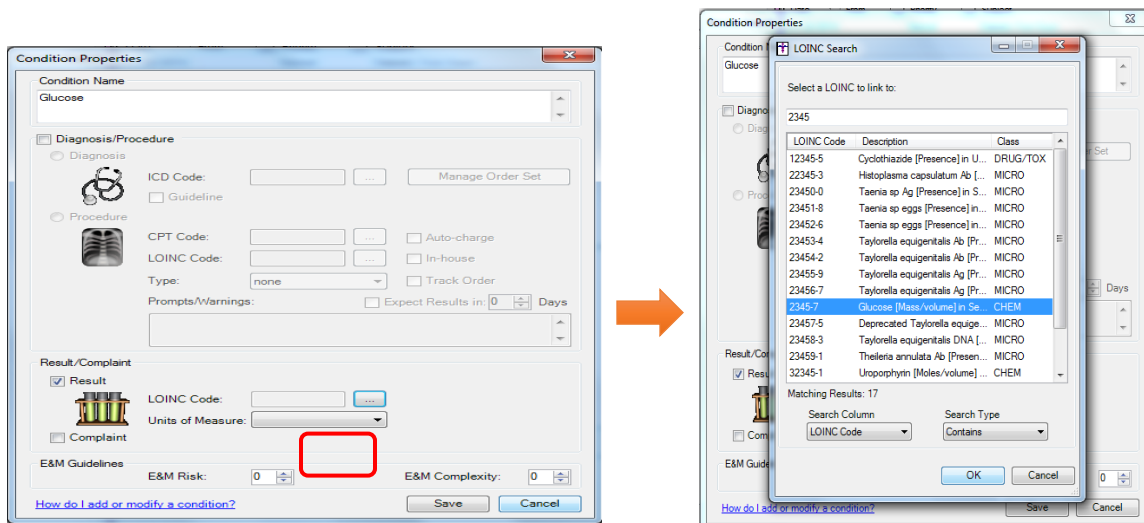 Condition Properties
Condition Name
Glucose
Diagnosis/Procedure
Diagnosis
ICD Code: ... Manage Order Set
Guideline
Procedure
CPT Code: ... Auto-charge
LOINC Code: ... In-house
Type: none Track Order
Prompts/Warnings: Expect Results in: 0 Days
Result/Complaint
Result
LOINC Code: ...
Units of Measure:
Complaint
E&M Guidelines
E&M Risk: 0 E&M Complexity: 0
How do I add or modify a condition? Save Cancel
Condition Properties
Condition
Glucose
LOINC Search
Select a LOINC to link to:
2345
LOINC Code Description Class
12345-5 Cyclothiazide [Presence] in U... DRUG/TOX
22345-3 Histoplasma capsulatum Ab [... MICRO
23450-0 Taenia sp Ag [Presence] in S... MICRO
23451-8 Taenia sp eggs [Presence] in... MICRO
23452-6 Taenia sp eggs [Presence] in... MICRO
23453-4 Taylorella equigenitalis Ab [Pr... MICRO
23454-2 Taylorella equigenitalis Ab [Pr... MICRO
23455-9 Taylorella equigenitalis Ag [Pr... MICRO
23456-7 Taylorella equigenitalis Ag [Pr... MICRO
2345-7 Glucose [Mass/volume] in Se... CHEM
23457-5 Deprecated Taylorella equige... MICRO
23458-3 Taylorella equigenitalis DNA [... MICRO
23459-1 Theileria annulata Ab [Presen... MICRO
32345-1 Uroporphyrin [Moles/volume] ... CHEM
Matching Results: 17
Search Column Search Type
LOINC Code Contains
OK Cancel
Diagno
Diag
Proc
r Set
Days
Result/Co
Resu
Com
E&M Guide
0
How do I add or modify a condition? Save Cancel